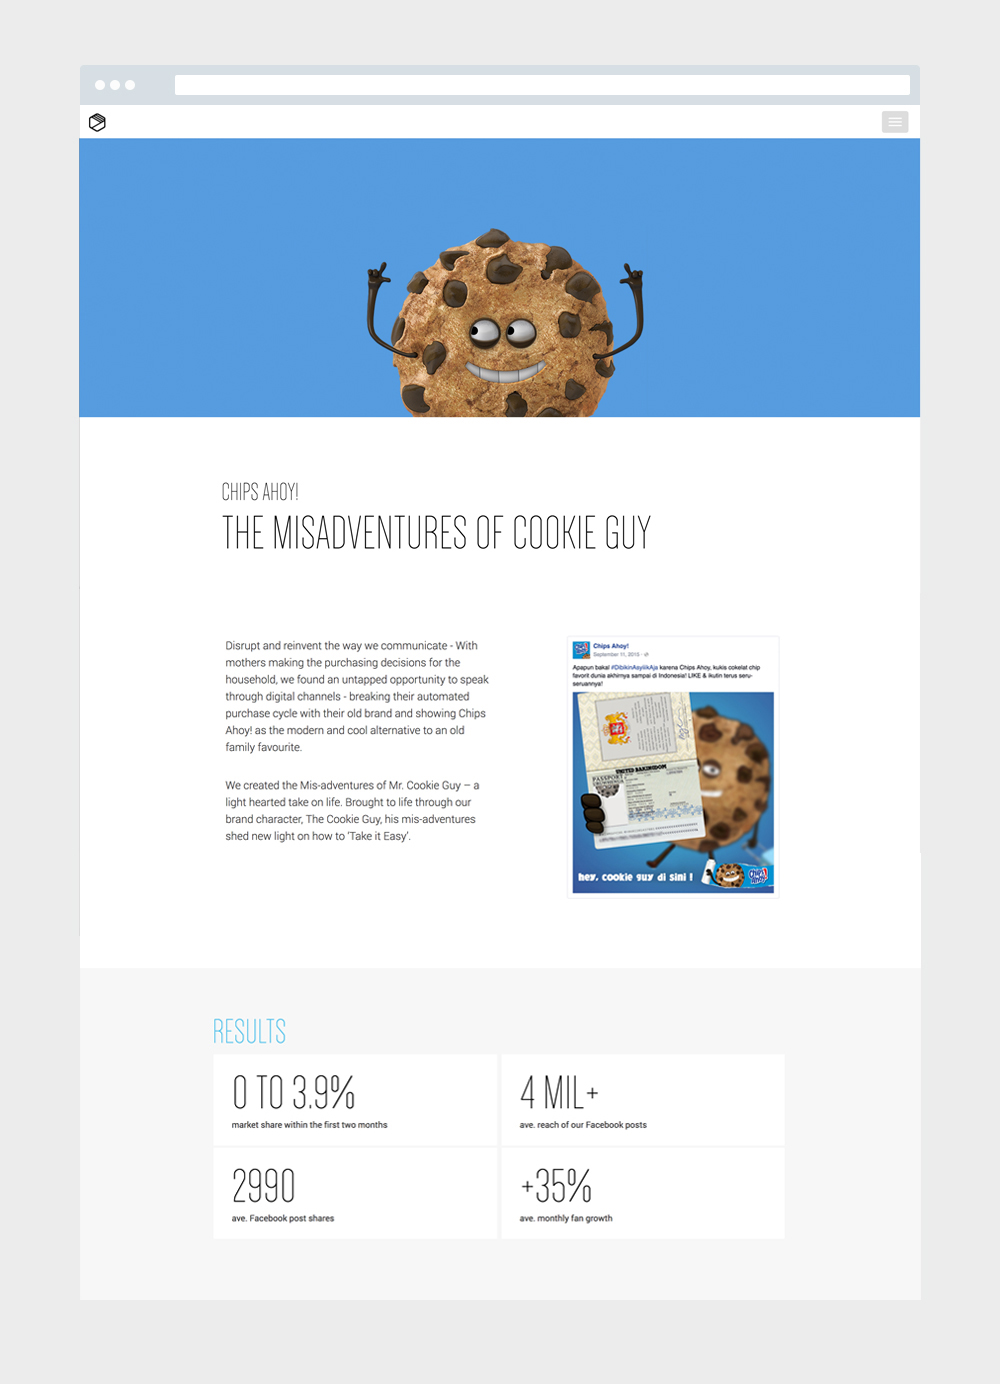 CHIPS AHOY!
THE MISADVENTURES OF COOKIE GUY
Disrupt and reinvent the way we communicate - With
mothers making the purchasing decisions for the
household, we found an untapped opportunity to speak
through digital channels - breaking their automated
purchase cycle with their old brand and showing Chips
Ahoy! as the modern and cool alternative to an old
family favourite.
We created the Mis-adventures of Mr. Cookie Guy – a
light hearted take on life. Brought to life through our
brand character, The Cookie Guy, his mis-adventures
shed new light on how to ‘Take it Easy’.
Chips Ahoy!
September 11, 2013
Apapun bakal #DibikinAsyiiikAja karena Chips Ahoy, kukis cokelat chip
favorit dunia akhirnya sampai di Indonesia! LIKE & ikutin terus seru-
seruannya!
UNITED BAKINGDOM
PASSPORT
hey, cookie guy di sini !
CHIPS AHOY!
RESULTS
0 TO 3.9%
market share within the first two months
4 MIL+
ave. reach of our Facebook posts
2990
ave. Facebook post shares
+35%
ave. monthly fan growth